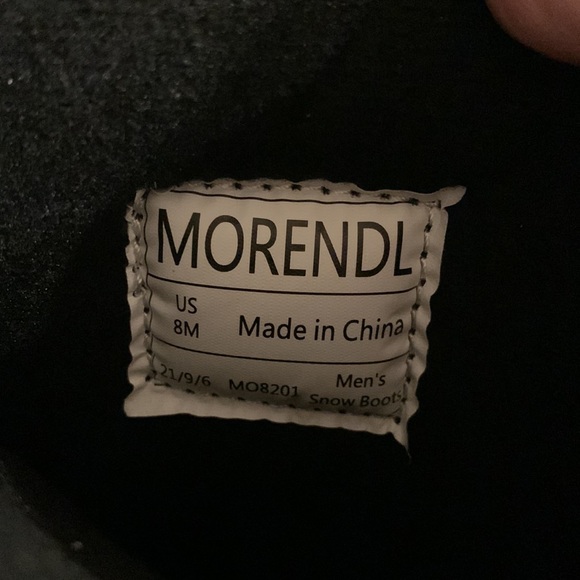 MORENDL
US
8M
Made in China
21/9/6 MO8201 Men's
Snow Boots